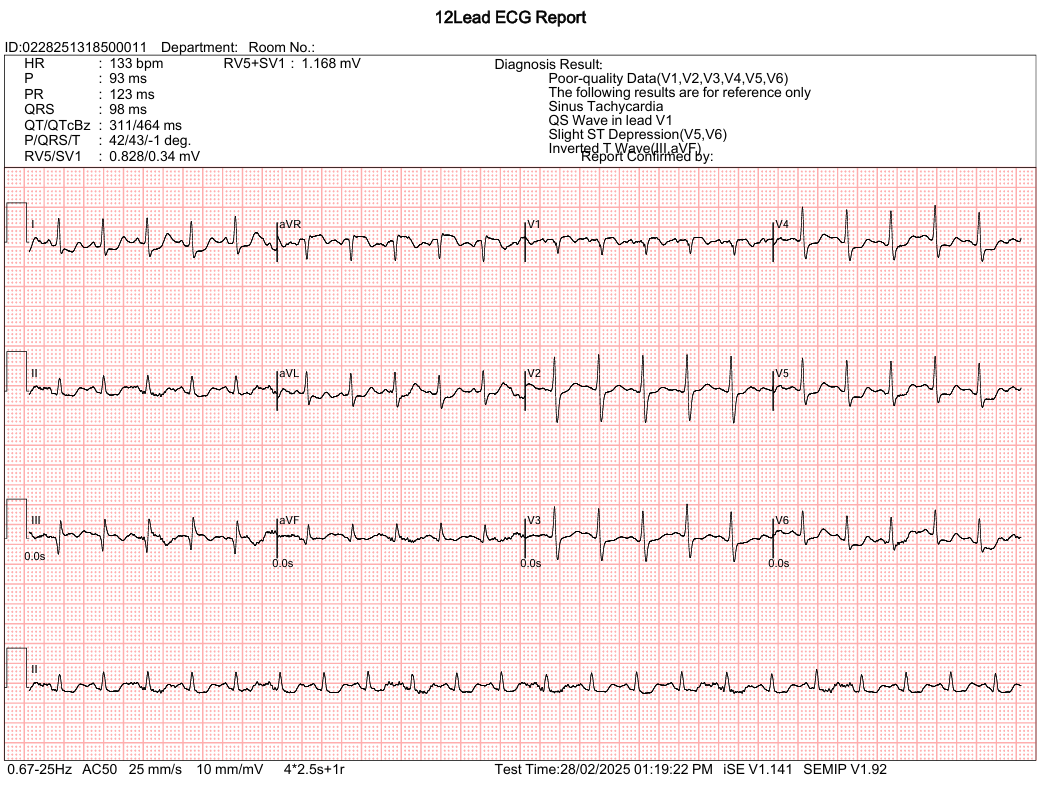 12Lead ECG Report
ID:0228251318500011 Department: Room No.:
HR : 133 bpm RV5+SV1 : 1.168 mV Diagnosis Result:
P : 93 ms Poor-quality Data(V1,V2,V3,V4,V5,V6)
PR : 123 ms The following results are for reference only
QRS : 98 ms Sinus Tachycardia
QT/QTcBz : 311/464 ms QS Wave in lead V1
P/QRS/T : 42/43/-1 deg. Slight ST Depression(V5,V6)
Inverted T Wave(III,aVF)
RV5/SV1 : 0.828/0.34 mV Report Confirmed by:
I aVR V1 V4
II aVL V2 V5
III aVF V3 V6
0.0s 0.0s 0.0s 0.0s
II
0.67-25Hz AC50 25 mm/s 10 mm/mV 4*2.5s+1r Test Time:28/02/2025 01:19:22 PM iSE V1.141 SEMIP V1.92